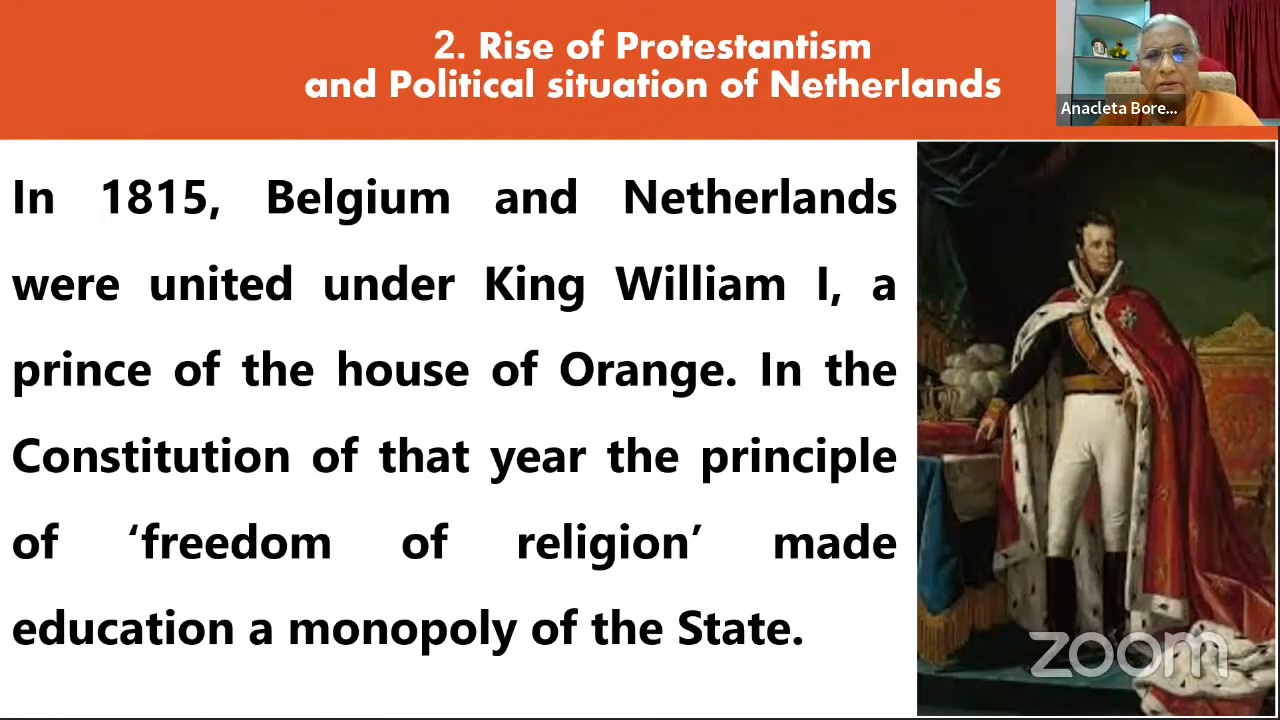 2. Rise of Protestantism
and Political situation of Netherlands
Anacleta Bore...
In 1815, Belgium and Netherlands
were united under King William I, a
prince of the house of Orange. In the
Constitution of that year the principle
of ‘freedom of religion’ made
education a monopoly of the State.
zoom